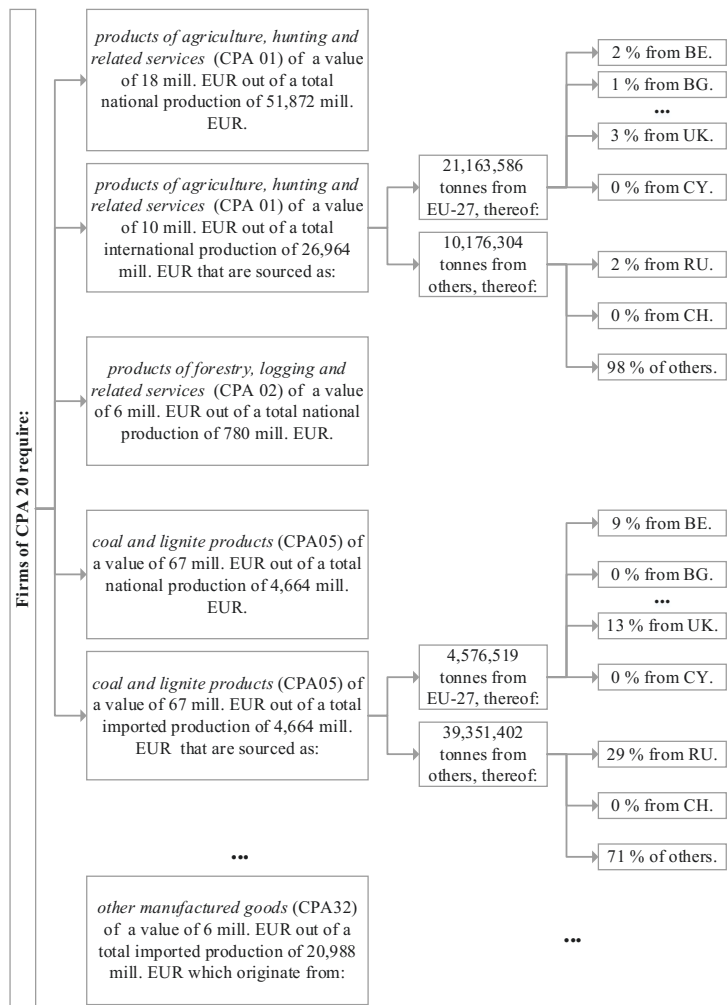 Firms of CPA 20 require:
products of agriculture, hunting and
related services (CPA 01) of a value
of 18 mill. EUR out of a total
national production of 51,872 mill.
EUR.
products of agriculture, hunting and
related services (CPA 01) of a value
of 10 mill. EUR out of a total
international production of 26,964
mill. EUR that are sourced as:
21,163,586
tonnes from
EU-27, thereof:
2 % from BE.
1 % from BG.
...
3 % from UK.
0 % from CY.
10,176,304
tonnes from
others, thereof:
2 % from RU.
0 % from CH.
98 % of others.
products of forestry, logging and
related services (CPA 02) of a value
of 6 mill. EUR out of a total national
production of 780 mill. EUR.
coal and lignite products (CPA05) of
a value of 67 mill. EUR out of a total
national production of 4,664 mill.
EUR.
coal and lignite products (CPA05) of
a value of 67 mill. EUR out of a total
imported production of 4,664 mill.
EUR that are sourced as:
4,576,519
tonnes from
EU-27, thereof:
9 % from BE.
0 % from BG.
...
13 % from UK.
0 % from CY.
39,351,402
tonnes from
others, thereof:
29 % from RU.
0 % from CH.
71 % of others.
...
other manufactured goods (CPA32)
of a value of 6 mill. EUR out of a
total imported production of 20,988
mill. EUR which originate from:
...